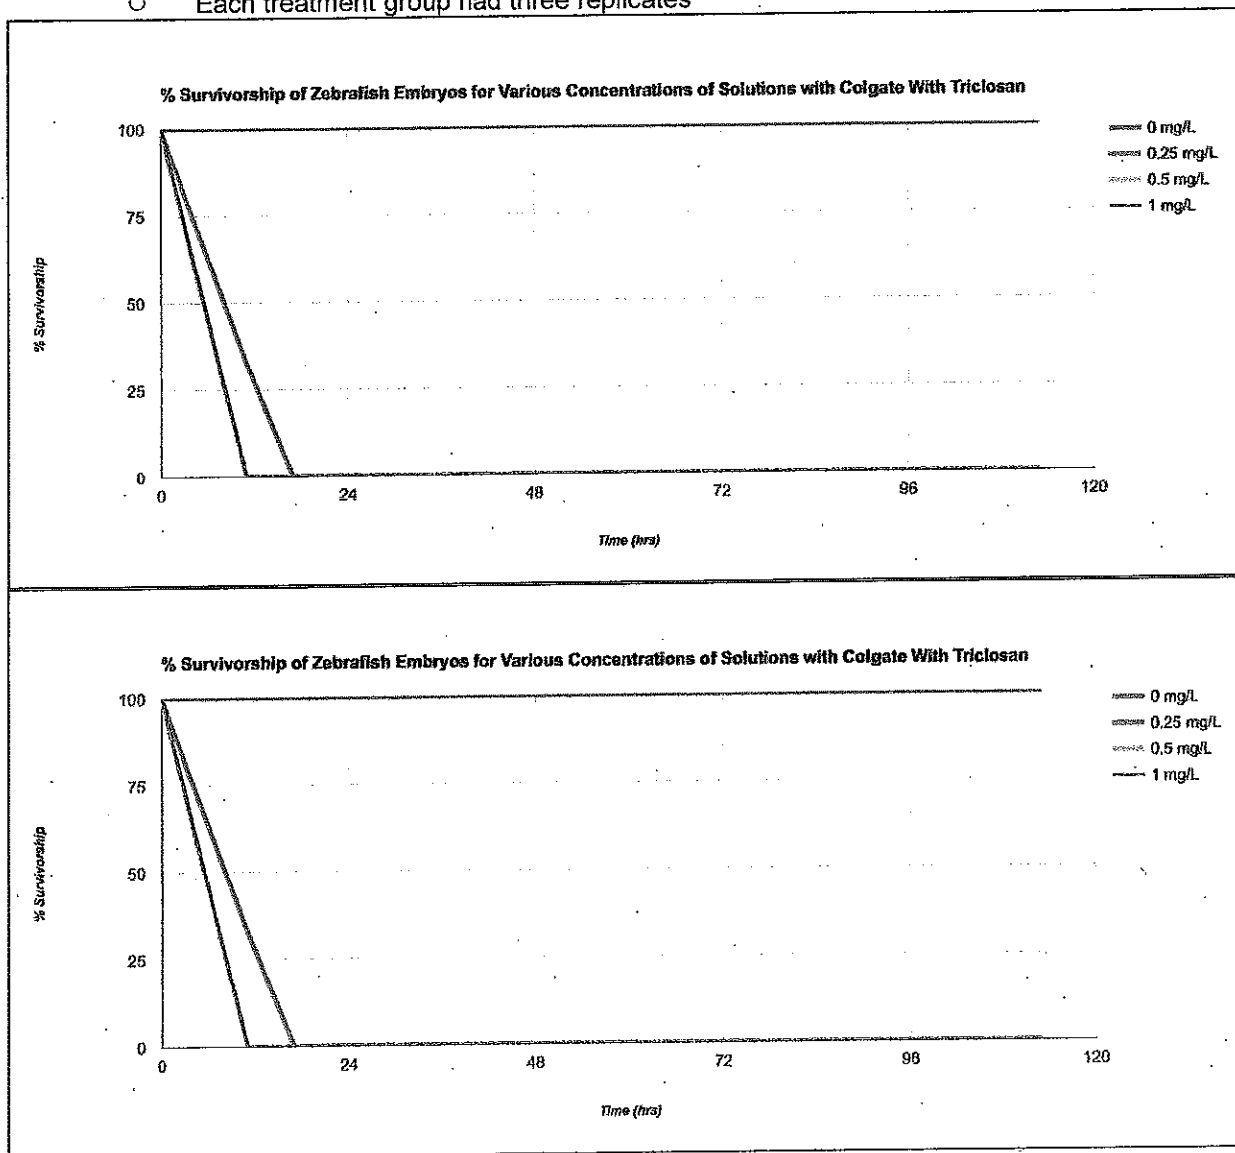 ○ Each treatment group had three replicates
% Survivorship of Zebrafish Embryos for Various Concentrations of Solutions with Colgate With Triclosan
100
75
50
25
0
% Survivorship
0 24 48 72 96 120
Time (hrs)
0 mg/L
0.25 mg/L
0.5 mg/L
1 mg/L
% Survivorship of Zebrafish Embryos for Various Concentrations of Solutions with Colgate With Triclosan
100
75
50
25
0
% Survivorship
0 24 48 72 96 120
Time (hrs)
0 mg/L
0.25 mg/L
0.5 mg/L
1 mg/L